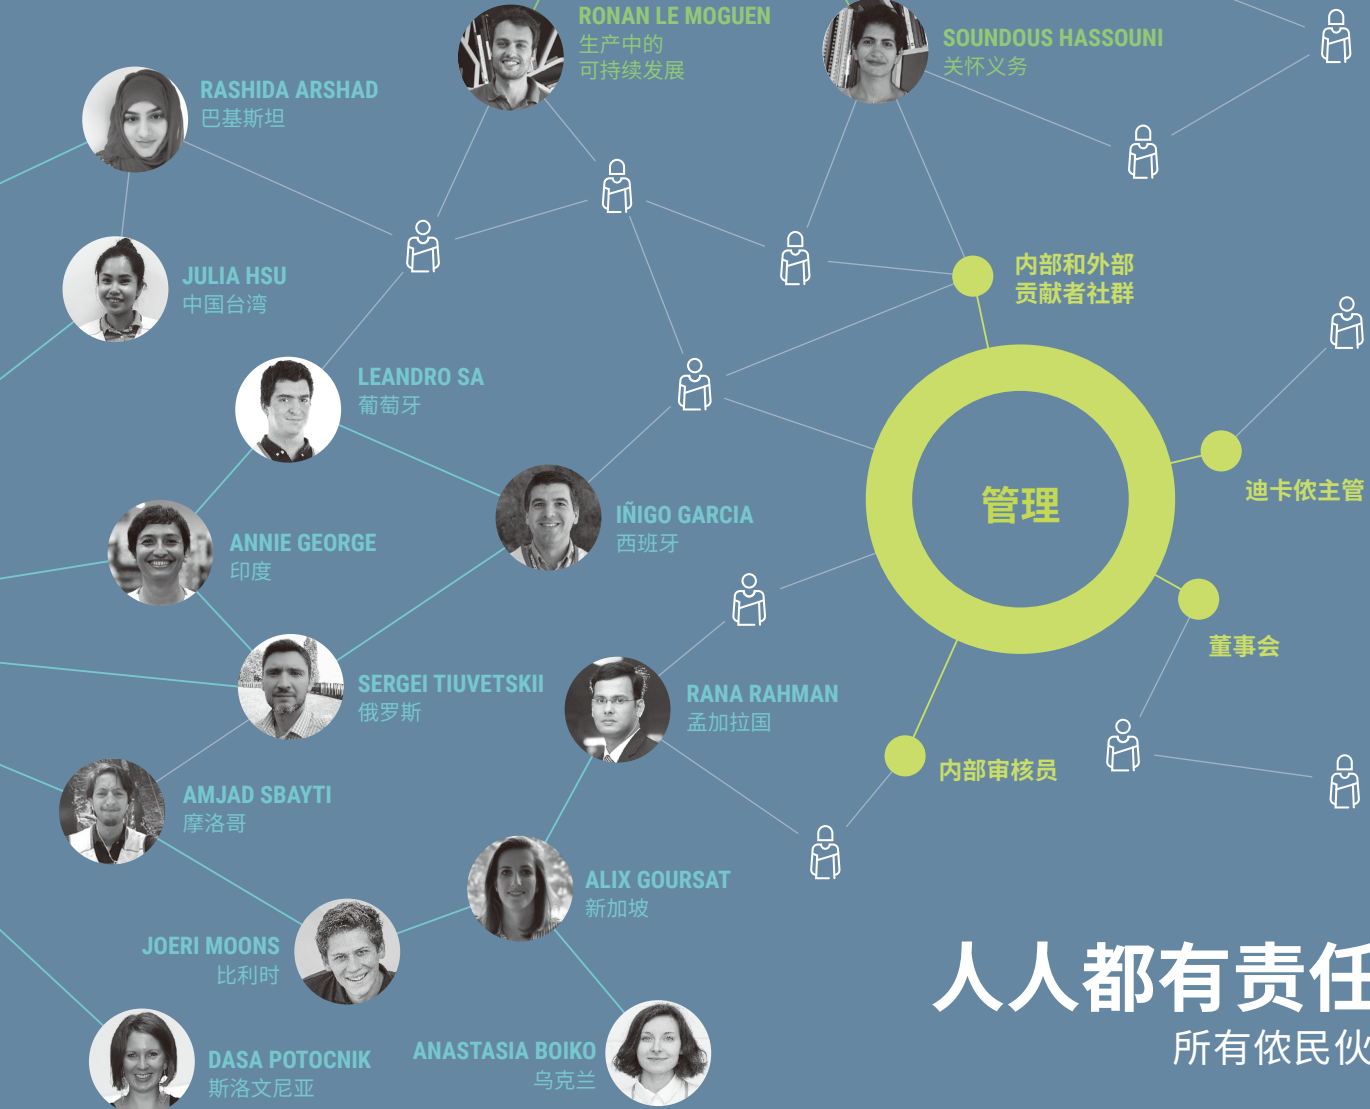 RONAN LE MOGUEN
生产中的
可持续发展
SOUNDOUS HASSOUNI
关怀义务
RASHIDA ARSHAD
巴基斯坦
JULIA HSU
中国台湾
内部和外部
贡献者社群
LEANDRO SA
葡萄牙
管理
迪卡侬主管
IÑIGO GARCIA
西班牙
ANNIE GEORGE
印度
董事会
SERGEI TIUVETSKII
俄罗斯
RANA RAHMAN
孟加拉国
内部审核员
AMJAD SBAYTI
摩洛哥
ALIX GOURSAT
新加坡
JOERI MOONS
比利时
人人都有责任
所有侬民伙
DASA POTOCNIK
斯洛文尼亚
ANASTASIA BOIKO
乌克兰